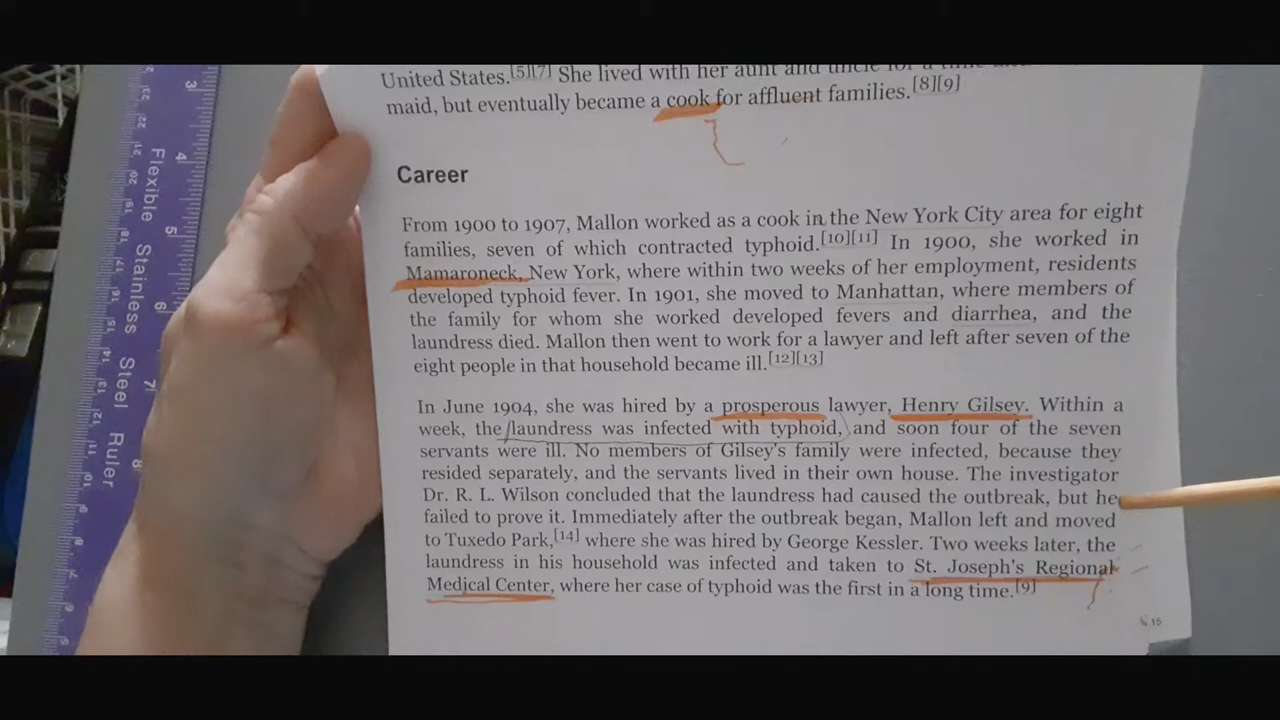 United States.[5][7] She lived with her aunt and uncle for a time
maid, but eventually became a cook for affluent families.[8][9]
Career
From 1900 to 1907, Mallon worked as a cook in the New York City area for eight
families, seven of which contracted typhoid.[10][11] In 1900, she worked in
Mamaroneck, New York, where within two weeks of her employment, residents
developed typhoid fever. In 1901, she moved to Manhattan, where members of
the family for whom she worked developed fevers and diarrhea, and the
laundress died. Mallon then went to work for a lawyer and left after seven of the
eight people in that household became ill.[12][13]
In June 1904, she was hired by a prosperous lawyer, Henry Gilsey. Within a
week, the laundress was infected with typhoid, and soon four of the seven
servants were ill. No members of Gilsey's family were infected, because they
resided separately, and the servants lived in their own house. The investigator
Dr. R. L. Wilson concluded that the laundress had caused the outbreak, but he
failed to prove it. Immediately after the outbreak began, Mallon left and moved
to Tuxedo Park,[14] where she was hired by George Kessler. Two weeks later, the
laundress in his household was infected and taken to St. Joseph's Regional
Medical Center, where her case of typhoid was the first in a long time.[9]
15
Flexible Stainless Steel Ruler
3
4
5
6
7
8